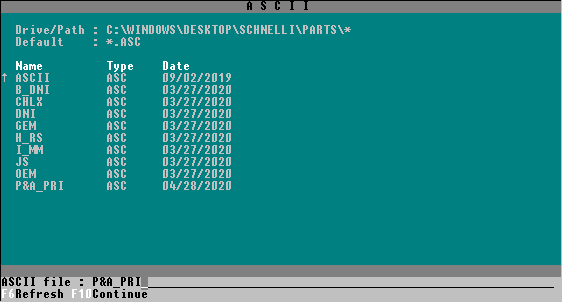 A S C I I
Drive/Path : C:\WINDOWS\DESKTOP\SCHNELLI\PARTS\*
Default : *.ASC
Name Type Date
↑ ASCII ASC 09/02/2019
B_DNI ASC 03/27/2020
CHLX ASC 03/27/2020
DNI ASC 03/27/2020
GEM ASC 03/27/2020
H_RS ASC 03/27/2020
I_MM ASC 03/27/2020
JS ASC 03/27/2020
OEM ASC 03/27/2020
P&A_PRI ASC 04/28/2020
ASCII file : P&A_PRI_
F6Refresh F10Continue